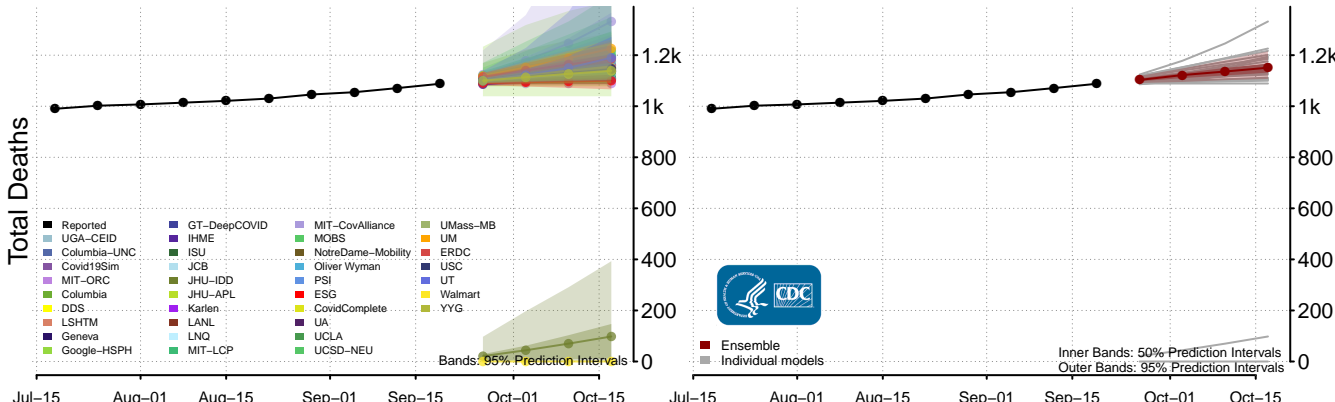 Total Deaths
1.2k
1k
800
600
400
200
0
Reported
UGA−CEID
Columbia−UNC
Covid19Sim
MIT−ORC
Columbia
DDS
LSHTM
Geneva
Google−HSPH
GT−DeepCOVID
IHME
ISU
JCB
JHU−IDD
JHU−APL
Karlen
LANL
LNQ
MIT−LCP
MIT−CovAlliance
MOBS
NotreDame−Mobility
Oliver Wyman
PSI
ESG
CovidComplete
UA
UCLA
UCSD−NEU
UMass−MB
UM
ERDC
USC
UT
Walmart
YYG
Bands: 95% Prediction Intervals
Jul−15
Aug−01
Aug−15
Sep−01
Sep−15
Oct−01
Oct−15
1.2k
1k
800
600
400
200
0
CDC
Ensemble
Individual models
Inner Bands: 50% Prediction Intervals
Outer Bands: 95% Prediction Intervals
Jul−15
Aug−01
Aug−15
Sep−01
Sep−15
Oct−01
Oct−15